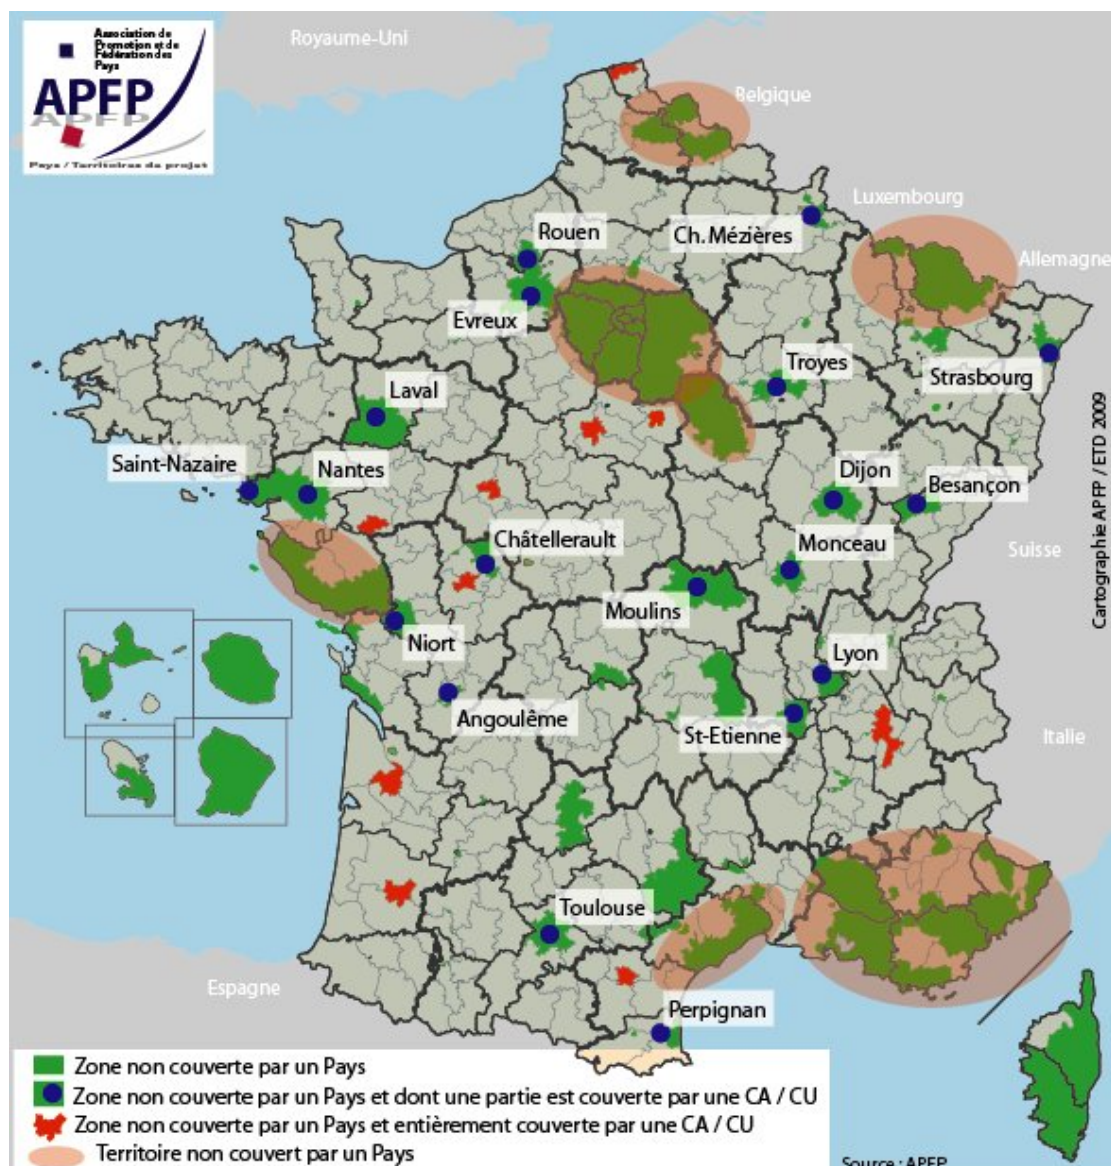 Association de
Promotion et de
Fédération des
Pays
APFP
Pays / Territoires de projet
Royaume-Uni
Belgique
Luxembourg
Allemagne
Rouen
Ch. Mézières
Evreux
Troyes
Strasbourg
Laval
Saint-Nazaire
Nantes
Dijon
Besançon
Châtellerault
Monceau
Suisse
Moulins
Niort
Lyon
Angoulême
St-Etienne
Italie
Toulouse
Espagne
Perpignan
Cartographie APFP / ETD 2009
Zone non couverte par un Pays
Zone non couverte par un Pays et dont une partie est couverte par une CA / CU
Zone non couverte par un Pays et entièrement couverte par une CA / CU
Territoire non couvert par un Pays
Source : APFP